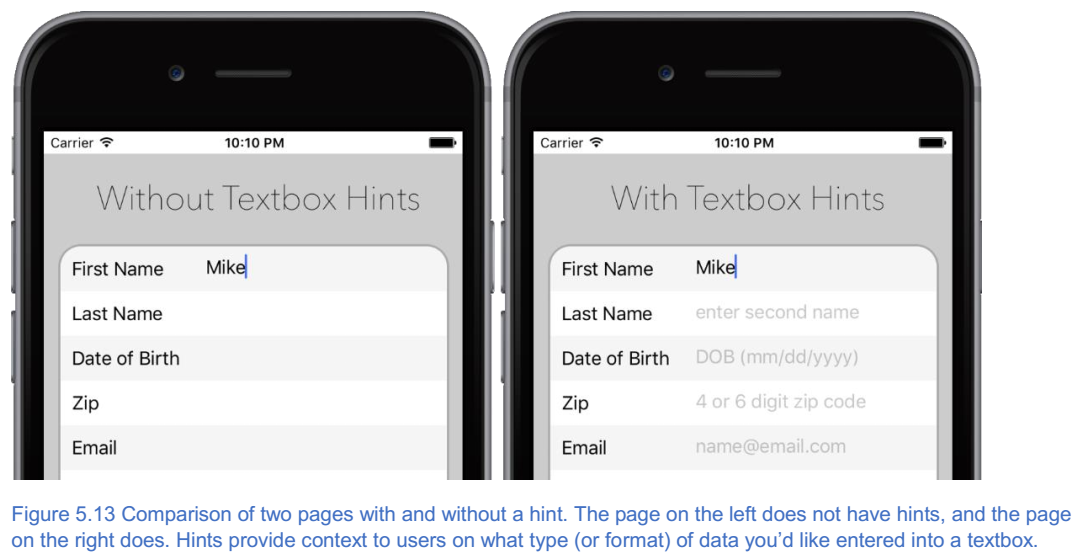 Carrier 10:10 PM
Without Textbox Hints
First Name Mike
Last Name
Date of Birth
Zip
Email
Carrier 10:10 PM
With Textbox Hints
First Name Mike
Last Name enter second name
Date of Birth DOB (mm/dd/yyyy)
Zip 4 or 6 digit zip code
Email name@email.com
Figure 5.13 Comparison of two pages with and without a hint. The page on the left does not have hints, and the page
on the right does. Hints provide context to users on what type (or format) of data you’d like entered into a textbox.